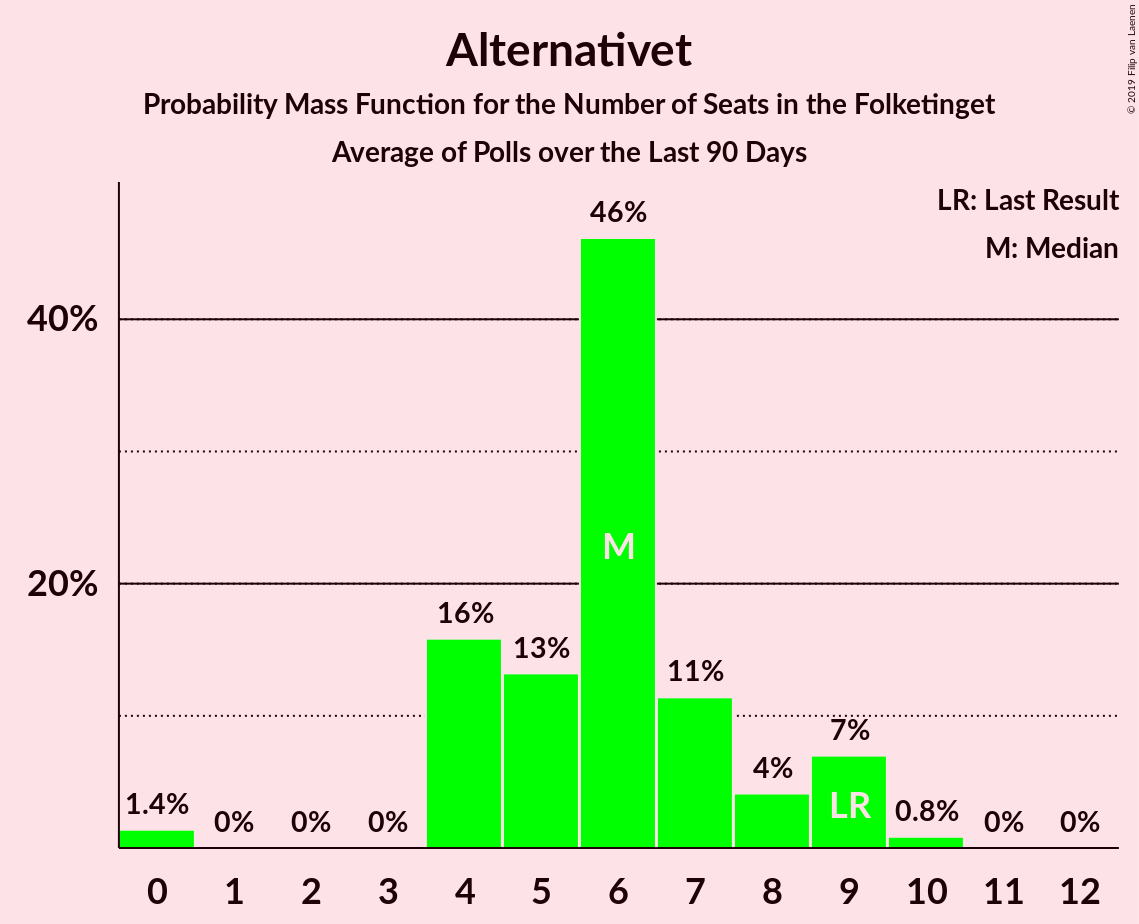 Alternativet
Probability Mass Function for the Number of Seats in the Folketinget
Average of Polls over the Last 90 Days
© 2019 Filip van Laenen
LR: Last Result
M: Median
40%
20%
1.4%
0%
0%
0%
16%
13%
46%
M
11%
4%
7%
LR
0.8%
0%
0%
0 1 2 3 4 5 6 7 8 9 10 11 12